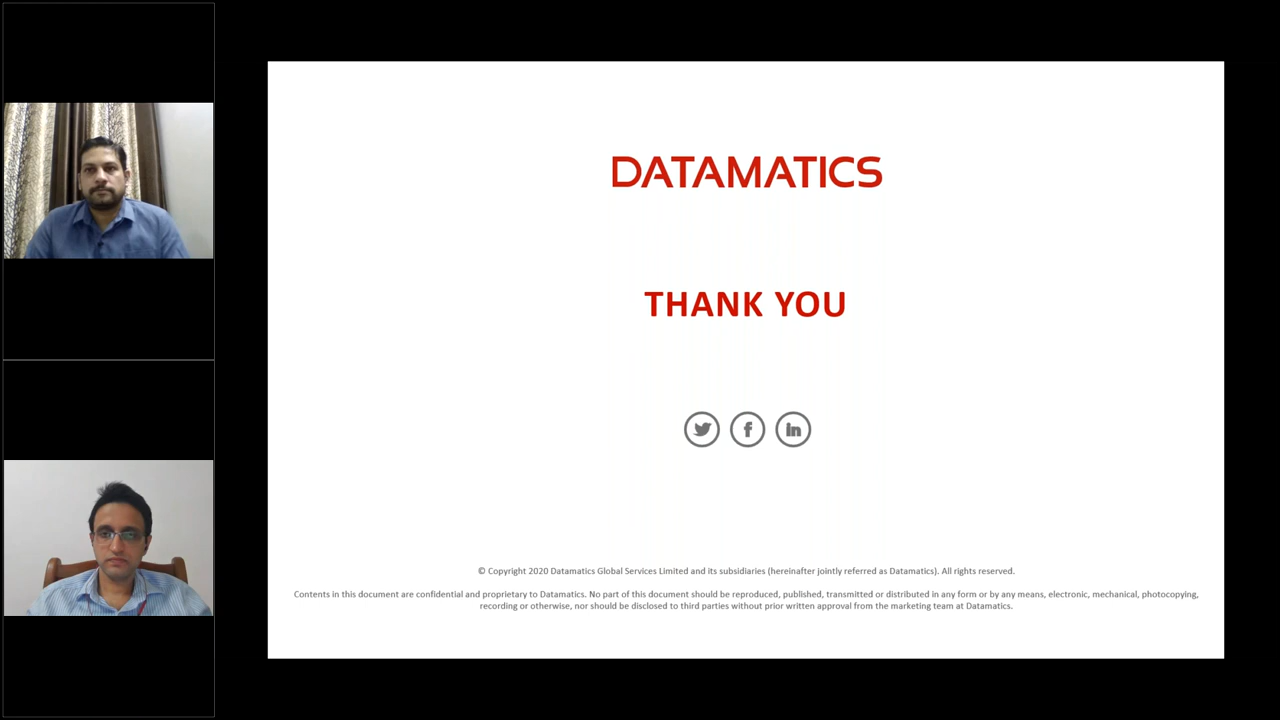 DATAMATICS
THANK YOU
© Copyright 2020 Datamatics Global Services Limited and its subsidiaries (hereinafter jointly referred as Datamatics). All rights reserved.
Contents in this document are confidential and proprietary to Datamatics. No part of this document should be reproduced, published, transmitted or distributed in any form or by any means, electronic, mechanical, photocopying,
recording or otherwise, nor should be disclosed to third parties without prior written approval from the marketing team at Datamatics.